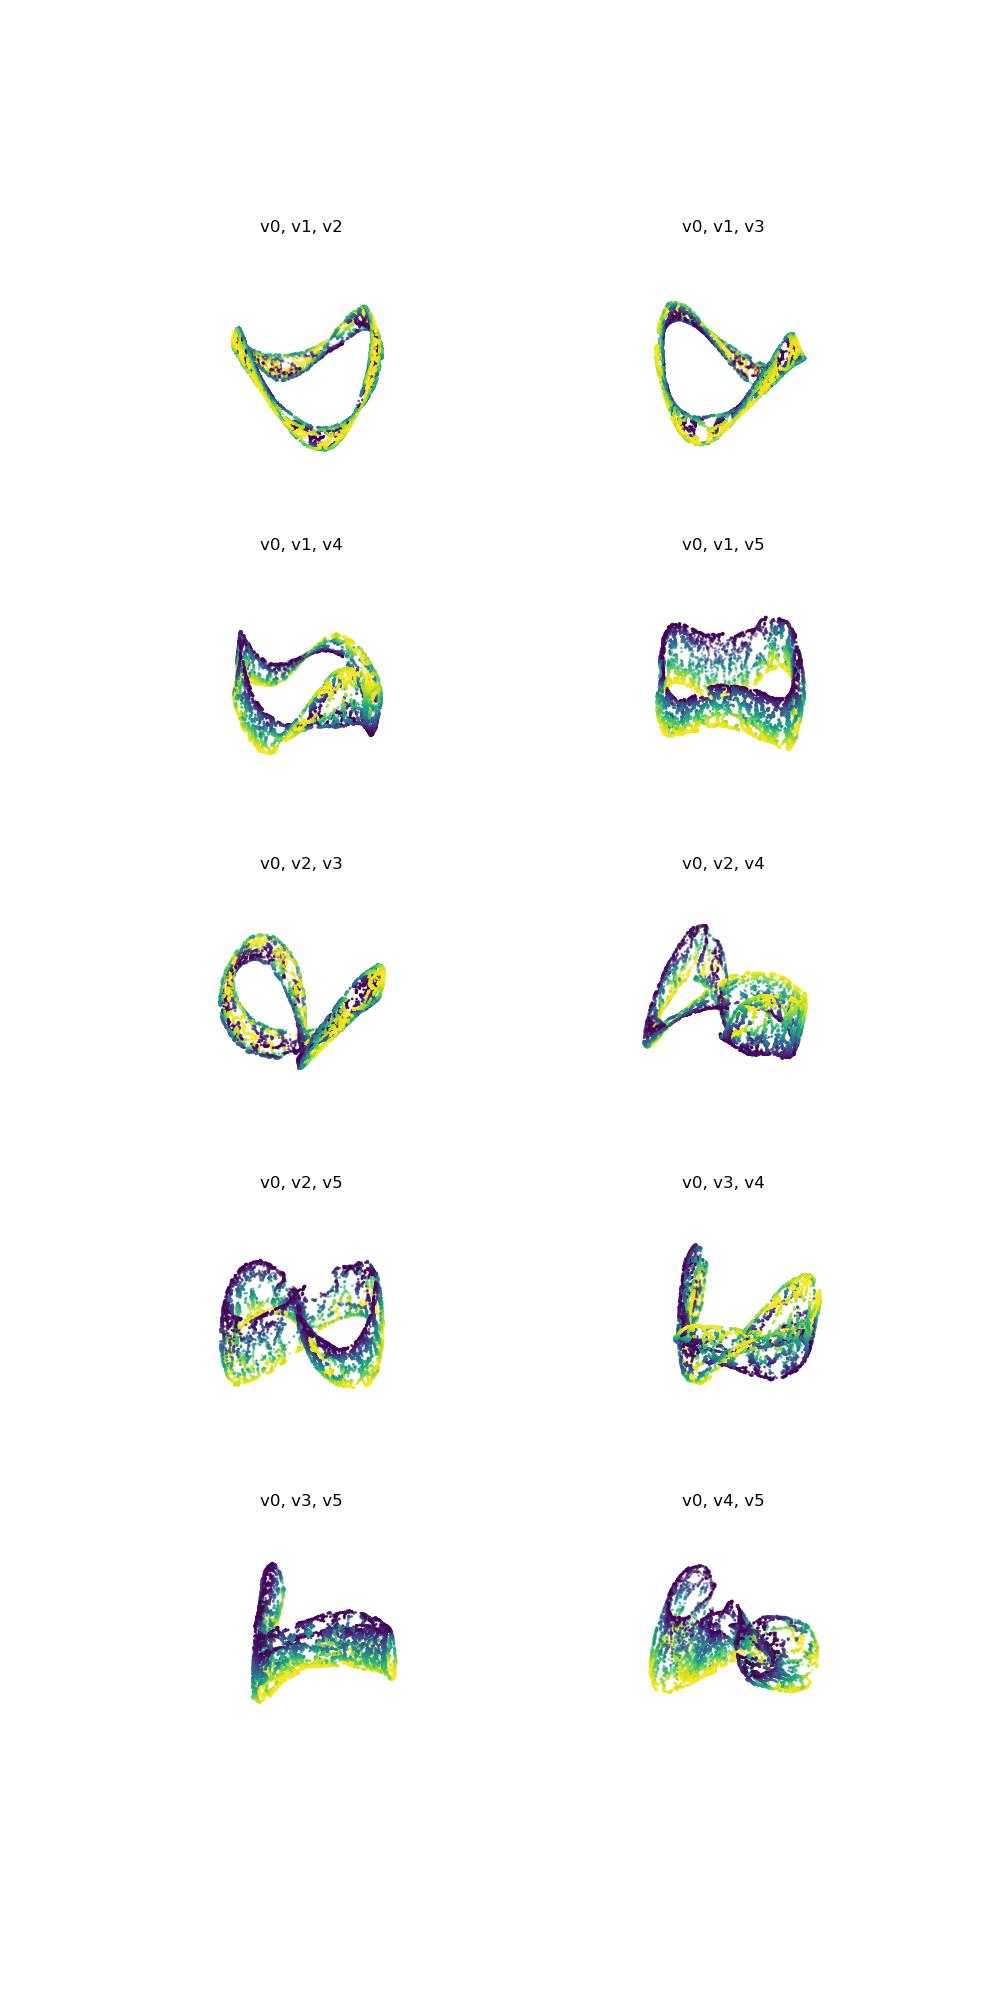 v0, v1, v2
v0, v1, v3
v0, v1, v4
v0, v1, v5
v0, v2, v3
v0, v2, v4
v0, v2, v5
v0, v3, v4
v0, v3, v5
v0, v4, v5